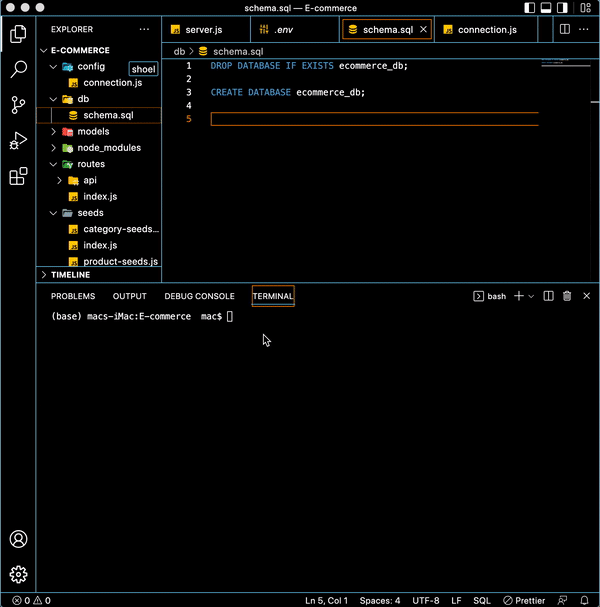 schema.sql — E-commerce
EXPLORER
E-COMMERCE
config
shoel
connection.js
db
schema.sql
models
node_modules
routes
api
index.js
seeds
category-seeds...
index.js
product-seeds.js
TIMELINE
server.js
.env
schema.sql
connection.js
db > schema.sql
1 DROP DATABASE IF EXISTS ecommerce_db;
2
3 CREATE DATABASE ecommerce_db;
4
5
PROBLEMS OUTPUT DEBUG CONSOLE TERMINAL
bash
(base) macs-iMac:E-commerce mac$
0 0
Ln 5, Col 1 Spaces: 4 UTF-8 LF SQL Prettier